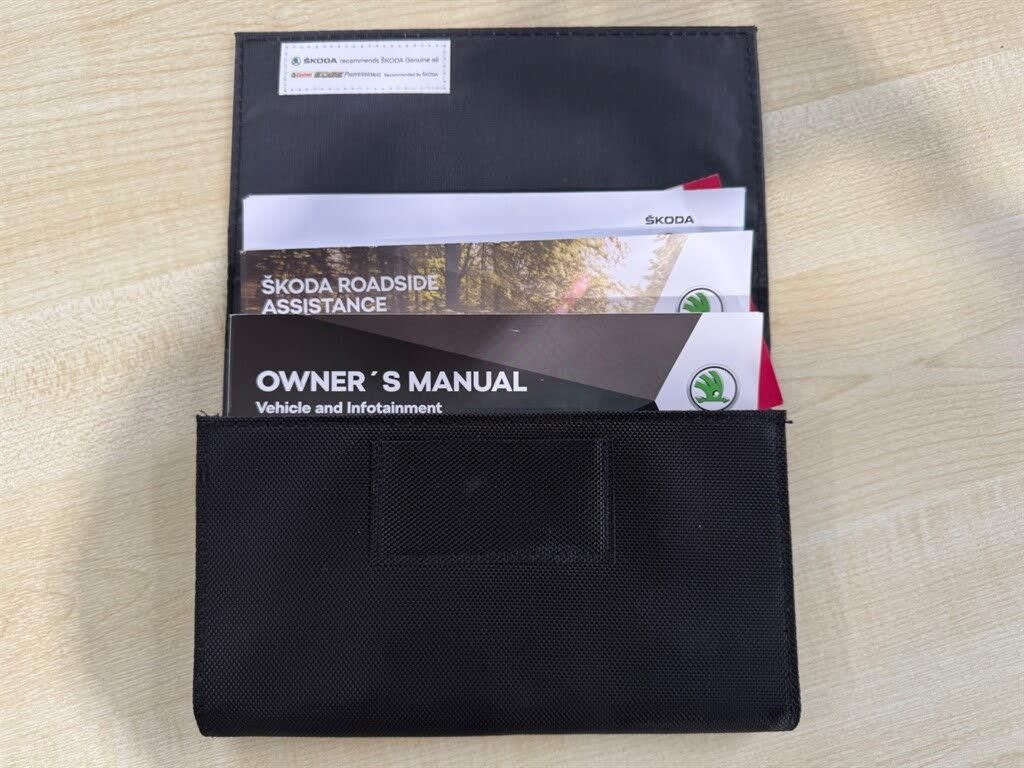 ŠKODA recommends ŠKODA Genuine oil
Castrol EDGE PROFESSIONAL Recommended by ŠKODA
ŠKODA
ŠKODA ROADSIDE
ASSISTANCE
OWNER´S MANUAL
Vehicle and Infotainment